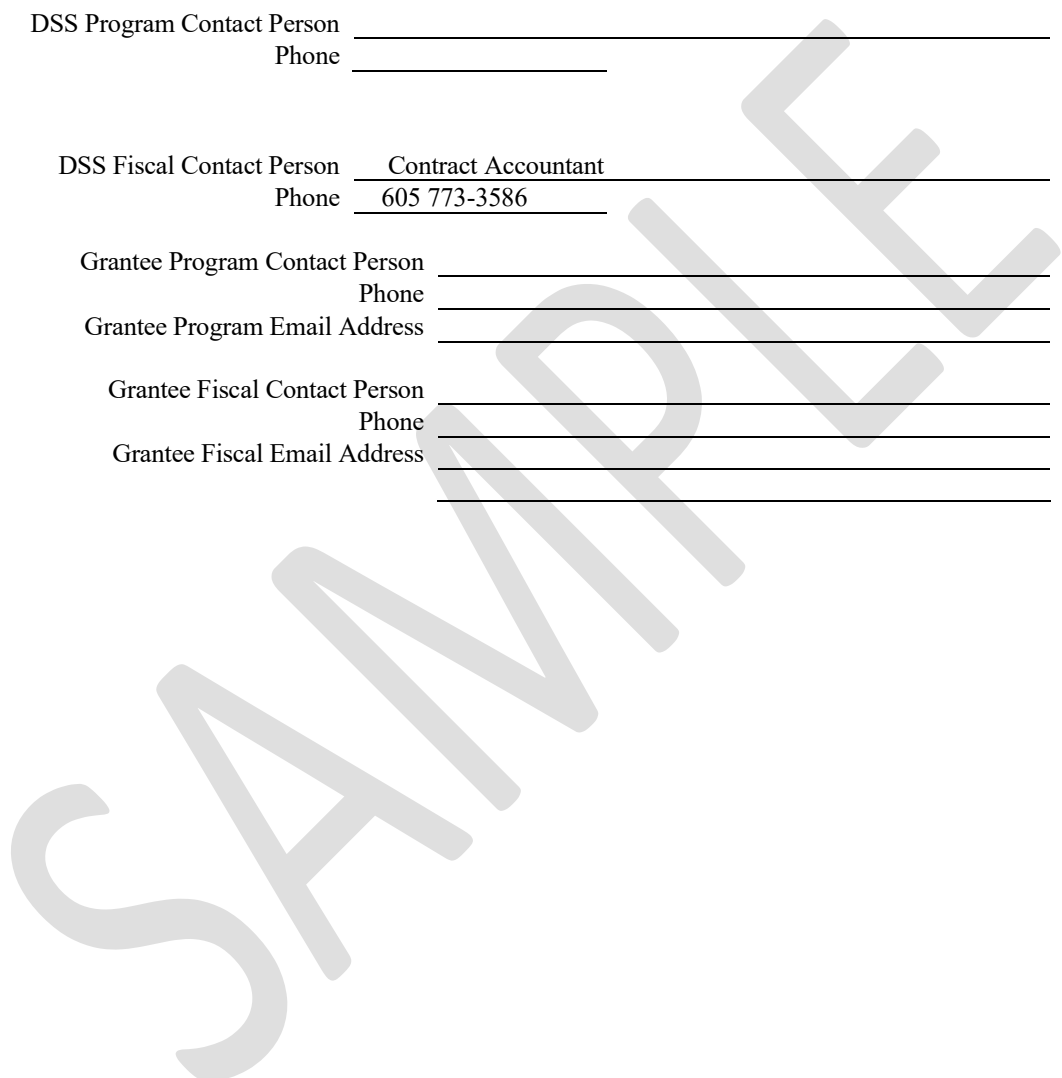 DSS Program Contact Person
Phone
DSS Fiscal Contact Person Contract Accountant
Phone 605 773-3586
Grantee Program Contact Person
Phone
Grantee Program Email Address
Grantee Fiscal Contact Person
Phone
Grantee Fiscal Email Address
SAMPLE